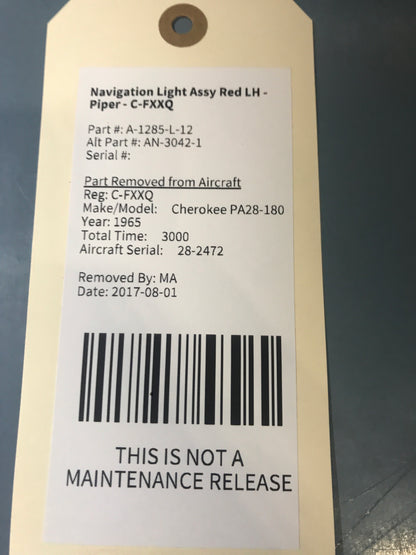 Navigation Light Assy Red LH -
Piper - C-FXXQ
Part #: A-1285-L-12
Alt Part #: AN-3042-1
Serial #:
Part Removed from Aircraft
Reg: C-FXXQ
Make/Model: Cherokee PA28-180
Year: 1965
Total Time: 3000
Aircraft Serial: 28-2472
Removed By: MA
Date: 2017-08-01
THIS IS NOT A
MAINTENANCE RELEASE